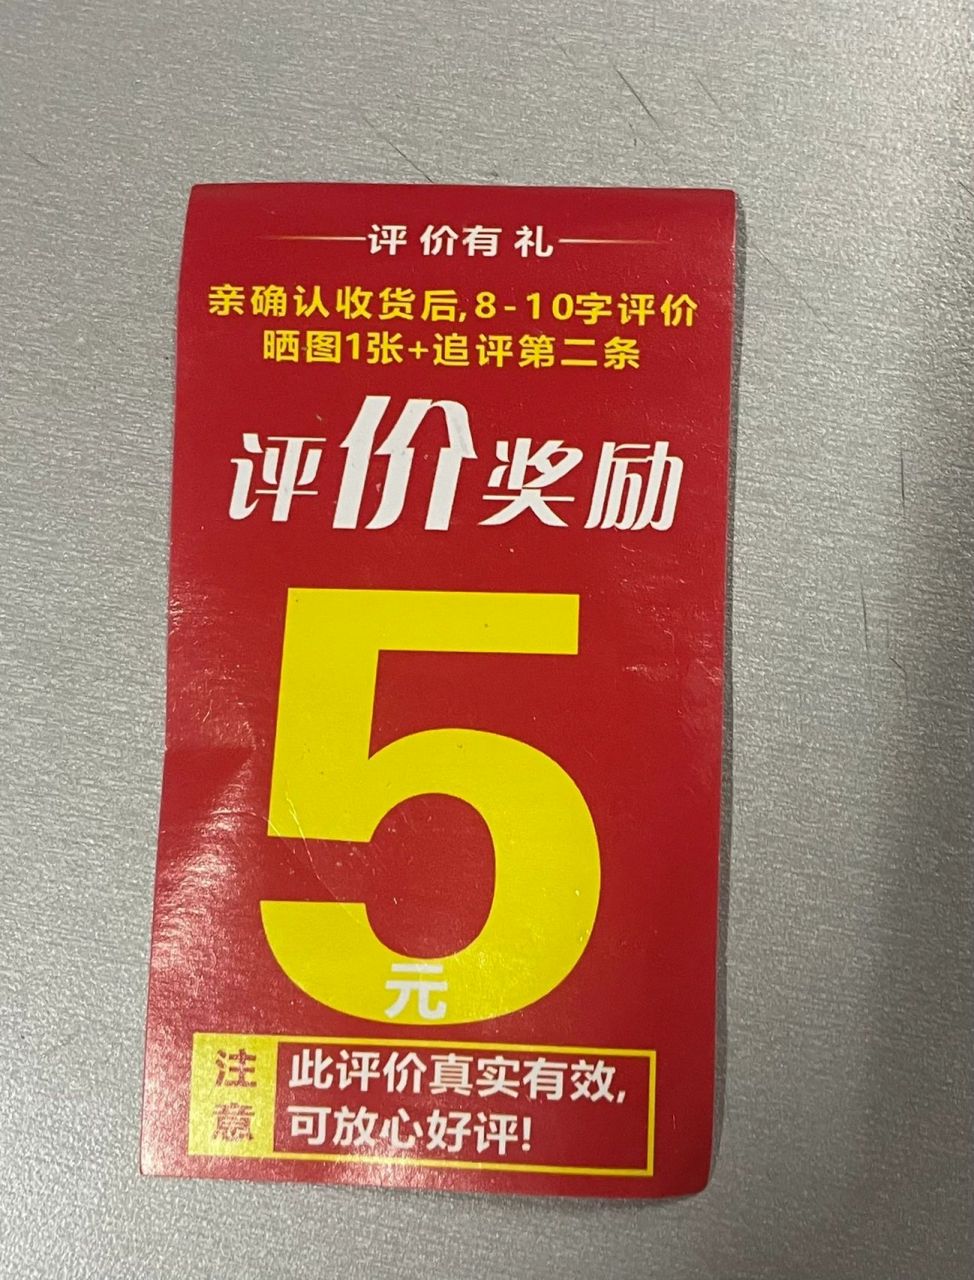 评价有礼
亲确认收货后,8-10字评价
晒图1张+追评第二条
评价奖励
5
元
注意
此评价真实有效,
可放心好评!